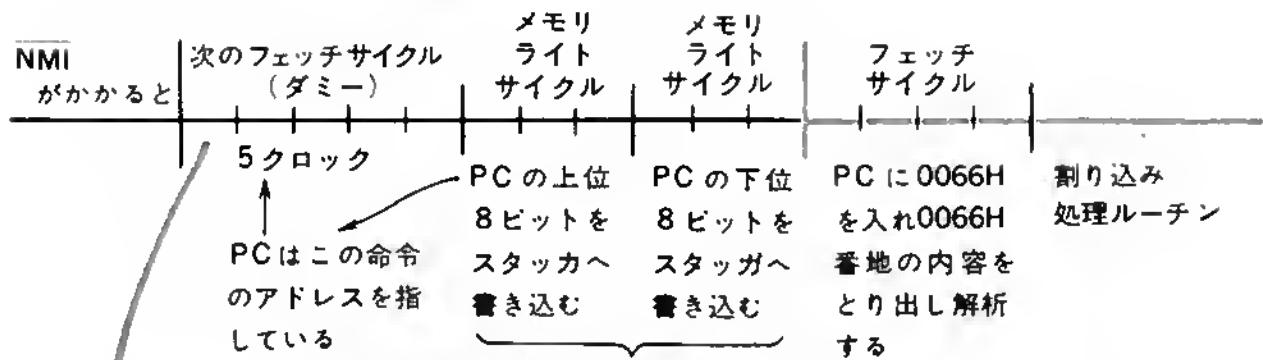 NMI
がかかると
次のフェッチサイクル
(ダミー)
メモリ
ライト
サイクル
メモリ
ライト
サイクル
フェッチ
サイクル
5クロック
PCはこの命令
のアドレスを指
している
PCの上位
8ビットを
スタッカへ
書き込む
PCの下位
8ビットを
スタッガへ
書き込む
PCに0066H
を入れ0066H
番地の内容を
とり出し解析
する
割り込み
処理ルーチン